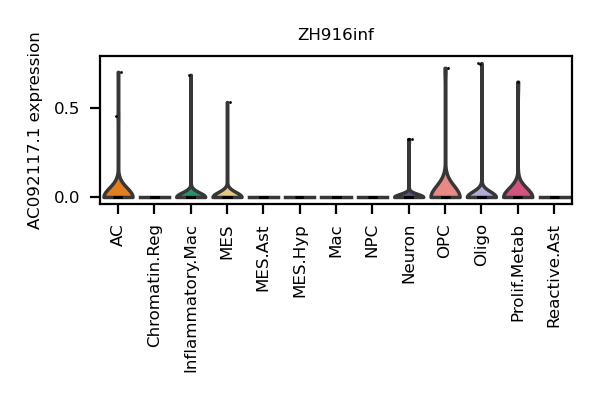 ZH916inf
AC092117.1 expression
0.5
0.0
AC
Chromatin.Reg
Inflammatory.Mac
MES
MES.Ast
MES.Hyp
Mac
NPC
Neuron
OPC
Oligo
Prolif.Metab
Reactive.Ast